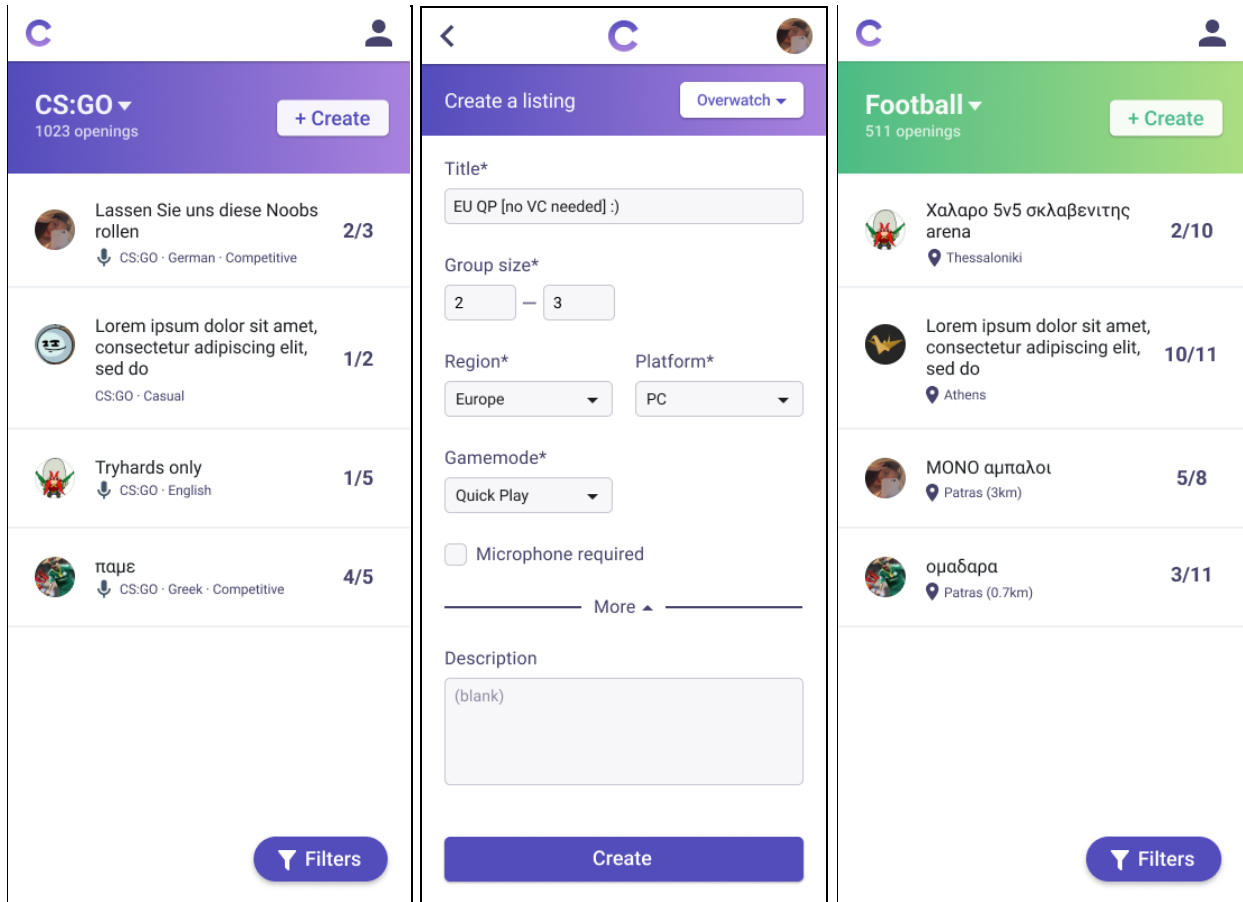 C
CS:GO
1023 openings
+ Create
Lassen Sie uns diese Noobs
rollen
2/3
CS:GO · German · Competitive
Lorem ipsum dolor sit amet,
consectetur adipiscing elit,
sed do
1/2
CS:GO · Casual
Tryhards only
1/5
CS:GO · English
παμε
4/5
CS:GO · Greek · Competitive
Filters
C
Create a listing
Overwatch
Title*
EU QP [no VC needed] :)
Group size*
2 – 3
Region* Platform*
Europe PC
Gamemode*
Quick Play
Microphone required
More
Description
(blank)
Create
C
Football
511 openings
+ Create
Χαλαρο 5v5 σκλαβενιτης
arena
2/10
Thessaloniki
Lorem ipsum dolor sit amet,
consectetur adipiscing elit,
sed do
10/11
Athens
ΜΟΝΟ αμπαλοι
5/8
Patras (3km)
ομαδαρα
3/11
Patras (0.7km)
Filters